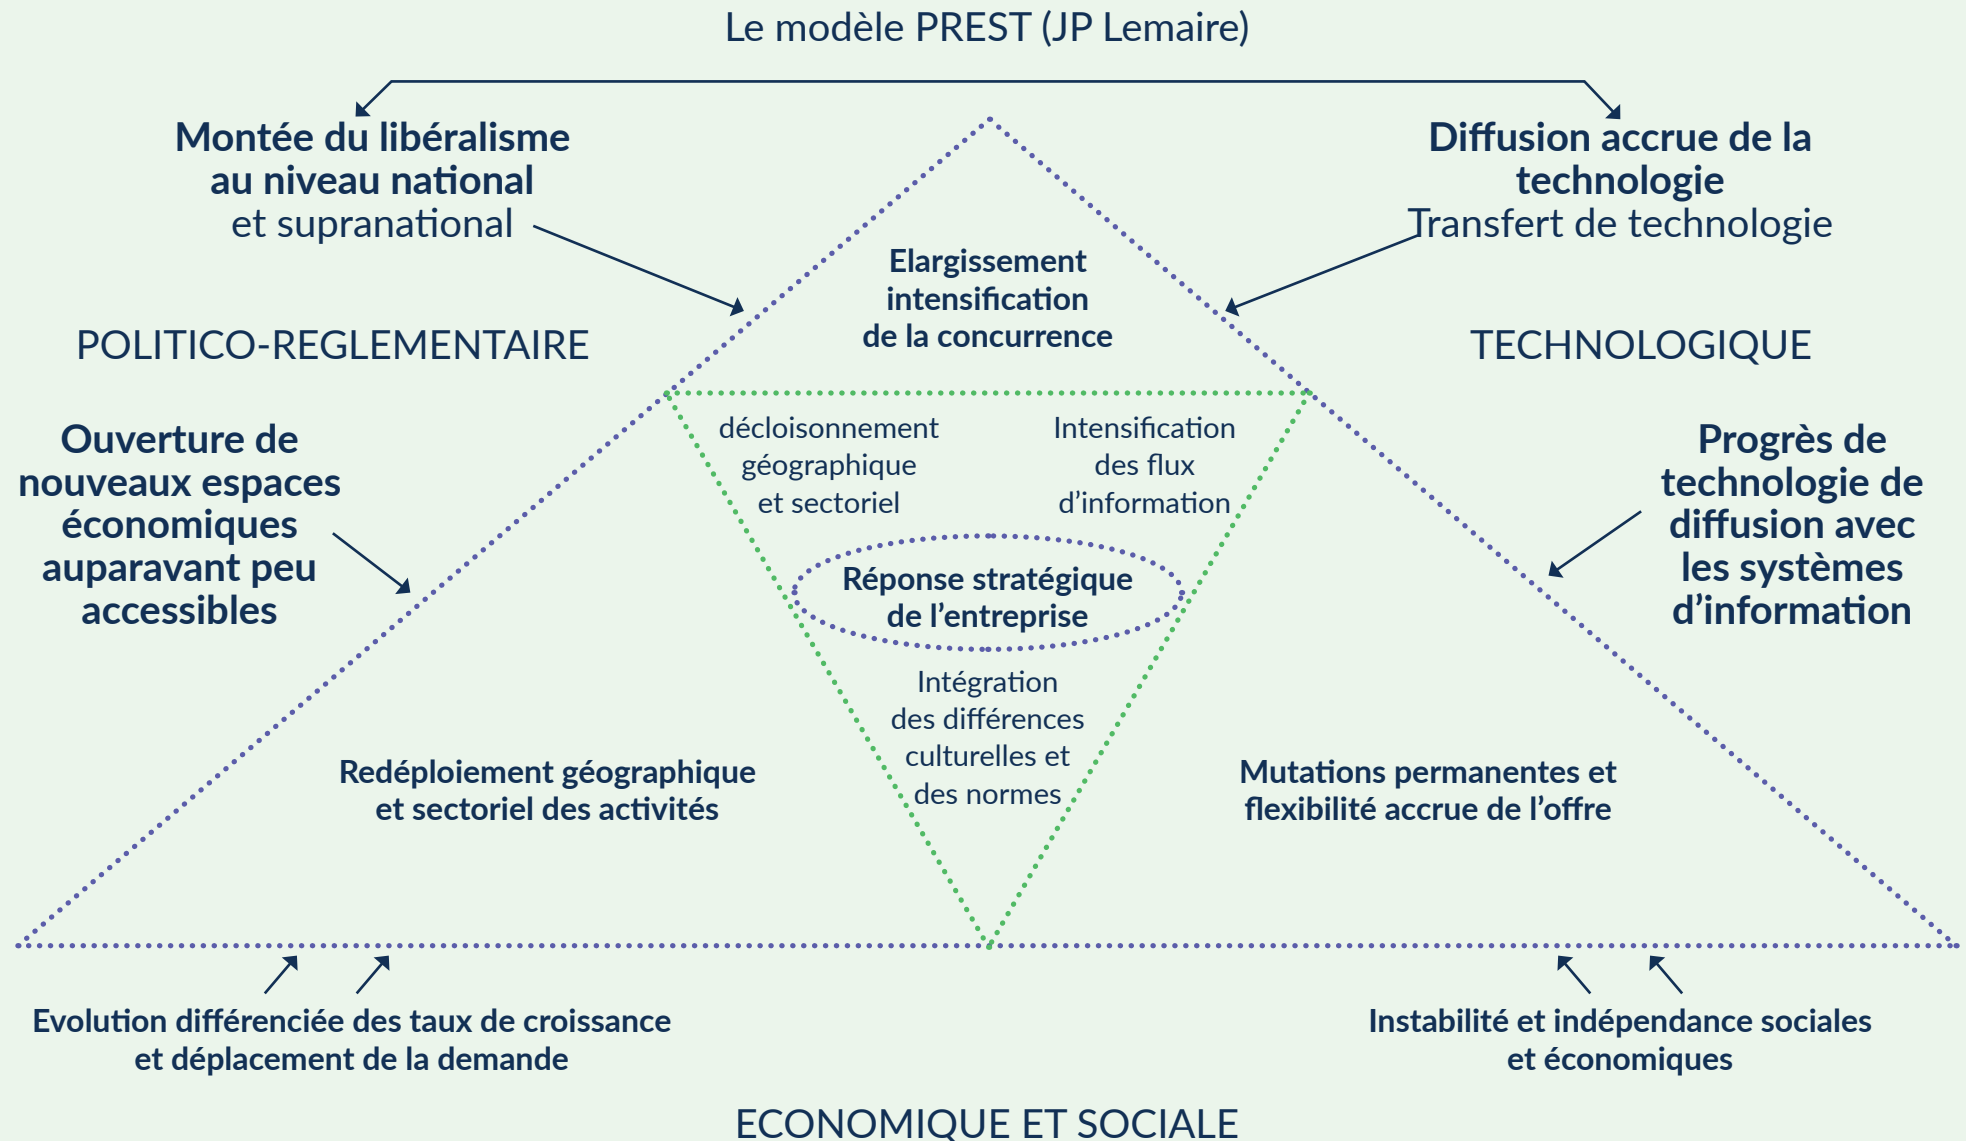 Le modèle PREST (JP Lemaire)
Montée du libéralisme
au niveau national
et supranational
Diffusion accrue de la
technologie
Transfert de technologie
Elargissement
intensification
de la concurrence
POLITICO-REGLEMENTAIRE
TECHNOLOGIQUE
Ouverture de
nouveaux espaces
économiques
auparavant peu
accessibles
décloisonnement
géographique
et sectoriel
Intensification
des flux
d'information
Progrès de
technologie de
diffusion avec
les systèmes
d'information
Réponse stratégique
de l'entreprise
Intégration
des différences
culturelles et
des normes
Redéploiement géographique
et sectoriel des activités
Mutations permanentes et
flexibilité accrue de l'offre
Evolution différenciée des taux de croissance
et déplacement de la demande
Instabilité et indépendance sociales
et économiques
ECONOMIQUE ET SOCIALE